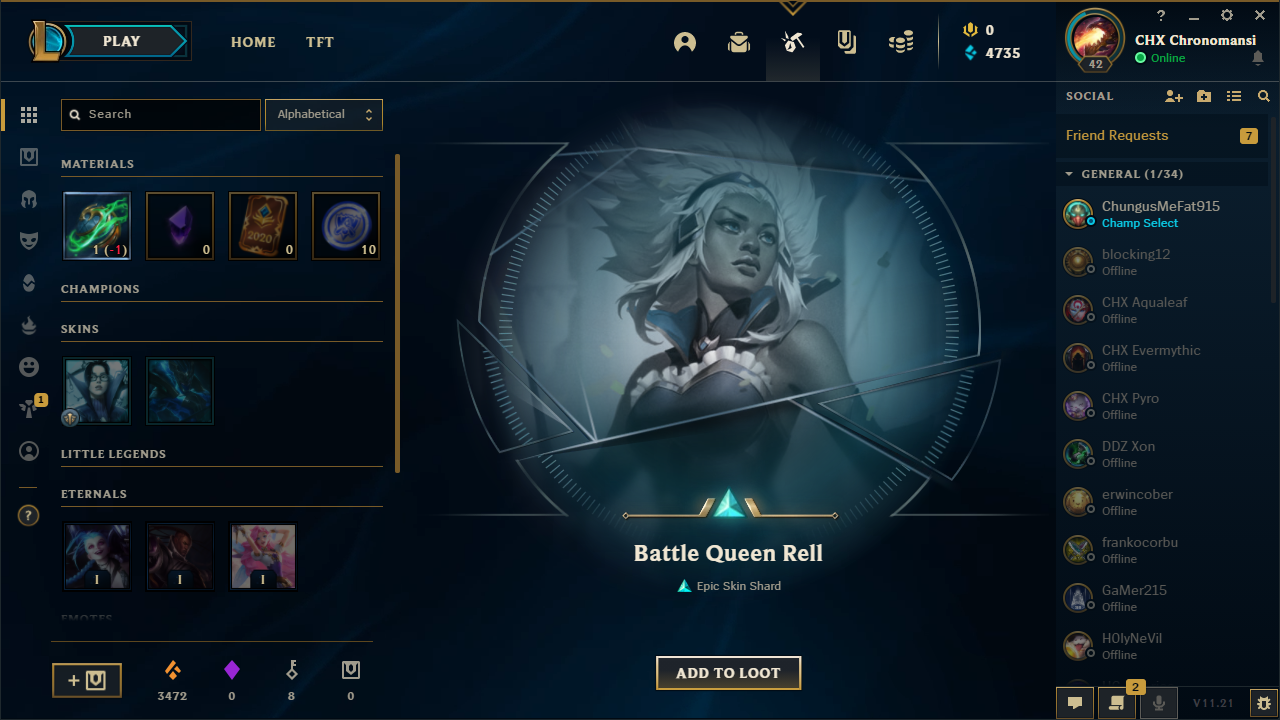 PLAY
HOME
TFT
0
4735
?
CHX Chronomansi
Online
42
Search
Alphabetical
MATERIALS
1 (-1)
0
0
2020
10
CHAMPIONS
SKINS
1
LITTLE LEGENDS
ETERNALS
?
I
I
I
EMOTES
3472
0
8
0
+
Battle Queen Rell
Epic Skin Shard
ADD TO LOOT
SOCIAL
Friend Requests
7
GENERAL (1/34)
ChungusMeFat915
Champ Select
blocking12
Offline
CHX Aqualeaf
Offline
CHX Evermythic
Offline
CHX Pyro
Offline
DDZ Xon
Offline
erwincober
Offline
frankocorbu
Offline
GaMer215
Offline
H0lyNeVil
Offline
2
V11.21